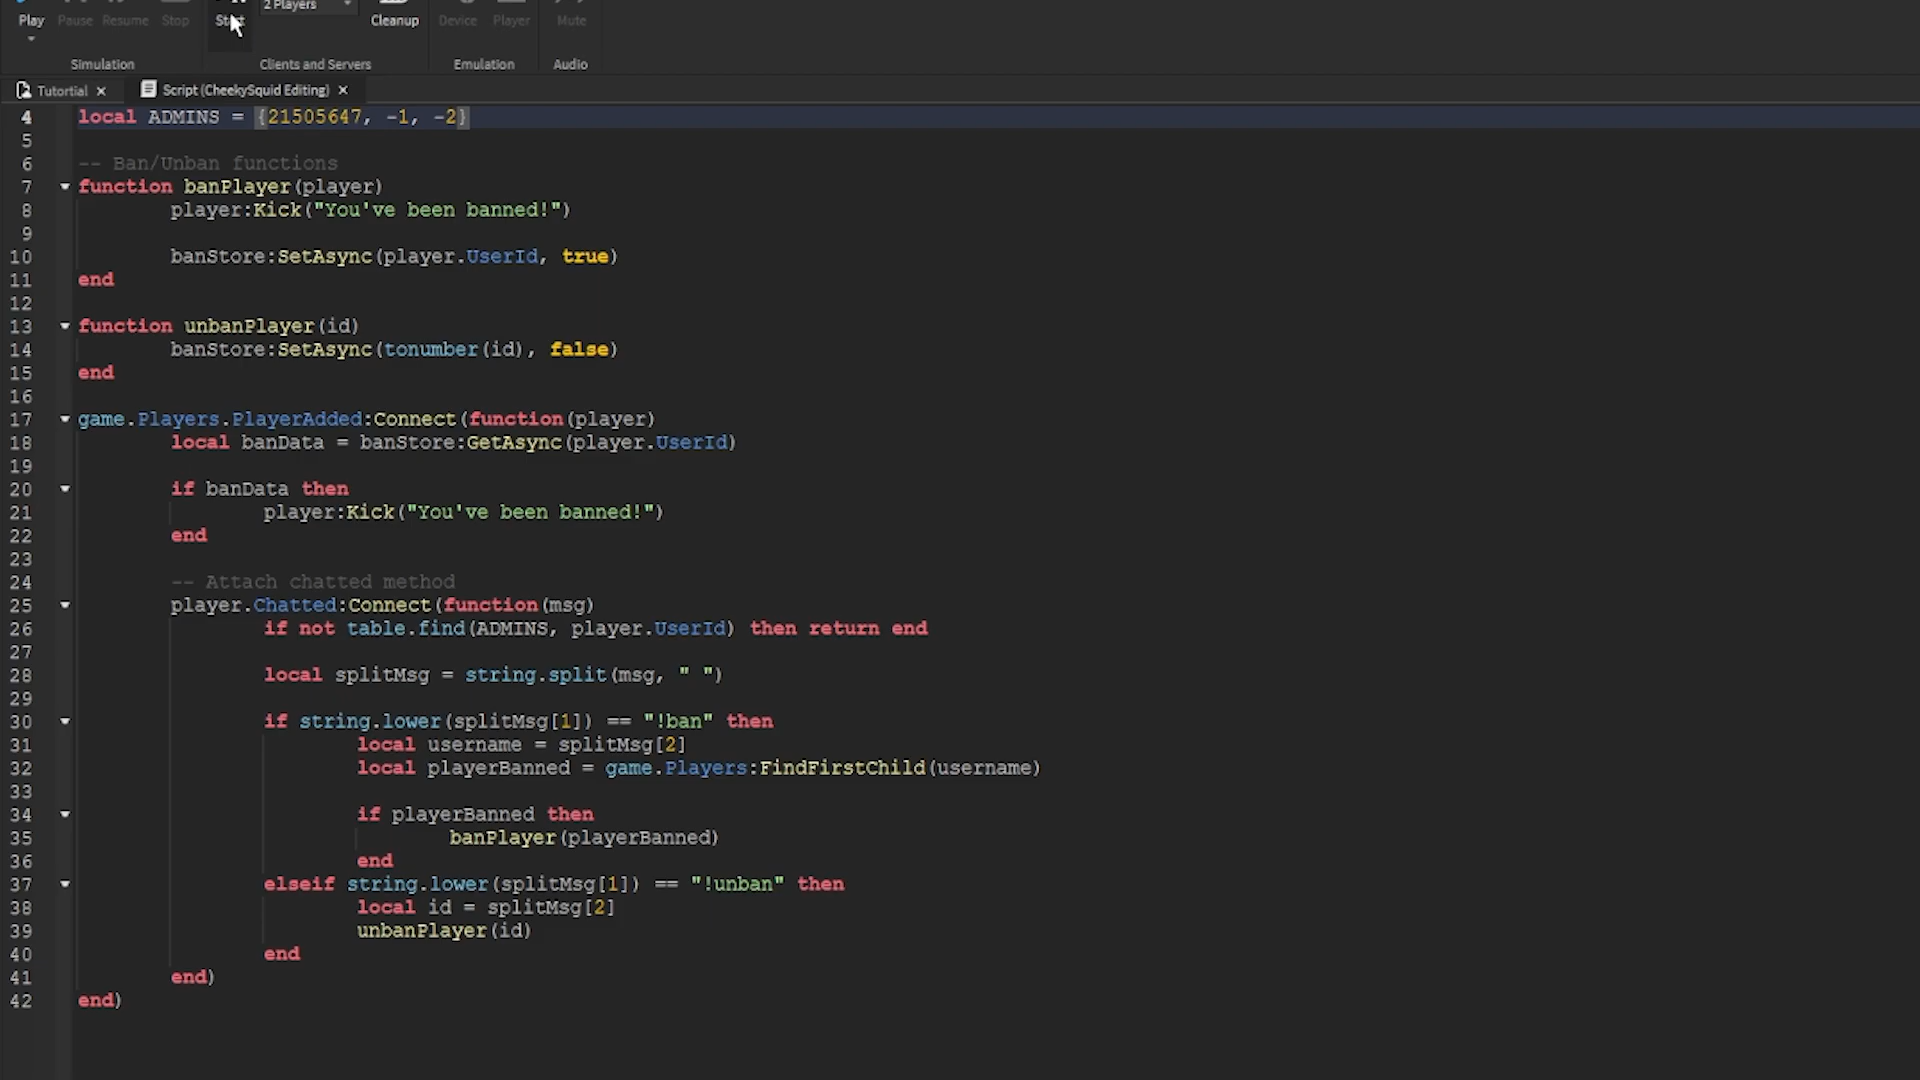 2 Players
Play Pause Resume Stop Start Cleanup Device Player Mute
Simulation Clients and Servers Emulation Audio
Tutortial Script (CheekySquid Editing)
4 local ADMINS = {21505647, -1, -2}
5
6 -- Ban/Unban functions
7 function banPlayer(player)
8 player:Kick("You've been banned!")
9
10 banStore:SetAsync(player.UserId, true)
11 end
12
13 function unbanPlayer(id)
14 banStore:SetAsync(tonumber(id), false)
15 end
16
17 game.Players.PlayerAdded:Connect(function(player)
18 local banData = banStore:GetAsync(player.UserId)
19
20 if banData then
21 player:Kick("You've been banned!")
22 end
23
24 -- Attach chatted method
25 player.Chatted:Connect(function(msg)
26 if not table.find(ADMINS, player.UserId) then return end
27
28 local splitMsg = string.split(msg, " ")
29
30 if string.lower(splitMsg[1]) == "!ban" then
31 local username = splitMsg[2]
32 local playerBanned = game.Players:FindFirstChild(username)
33
34 if playerBanned then
35 banPlayer(playerBanned)
36 end
37 elseif string.lower(splitMsg[1]) == "!unban" then
38 local id = splitMsg[2]
39 unbanPlayer(id)
40 end
41 end)
42 end)